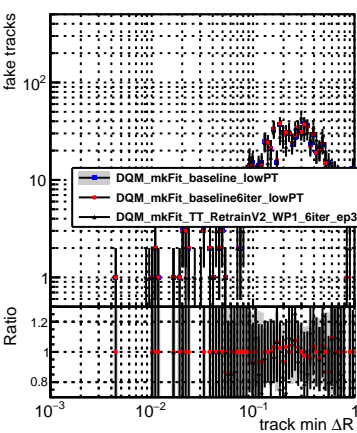 fake tracks
10²
10
1
DQM_mkFit_baseline_lowPT
DQM_mkFit_baseline6iter_lowPT
DQM_mkFit_TT_RetrainV2_WP1_6iter_ep3
Ratio
1.2
1
0.8
10⁻³
10⁻²
10⁻¹
1
track min ΔR